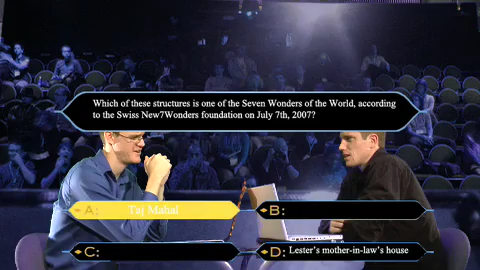 Which of these structures is one of the Seven Wonders of the World, according
to the Swiss New7Wonders foundation on July 7th, 2007?
A: Taj Mahal
B:
C:
D: Lester's mother-in-law's house